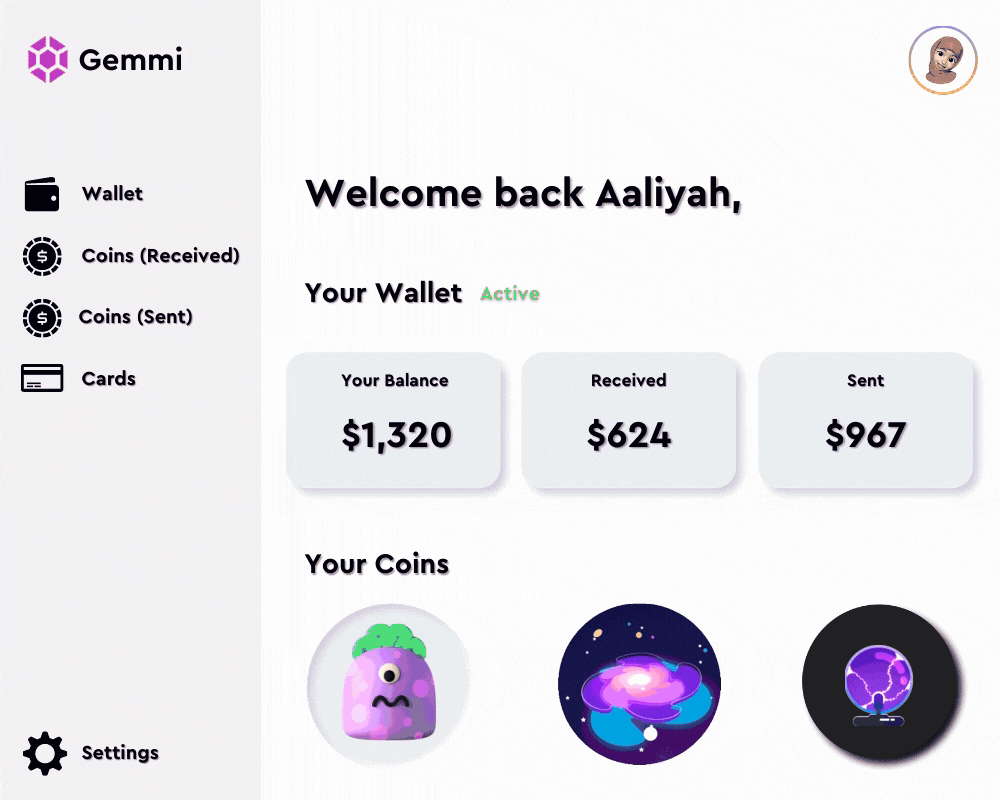 Gemmi
Wallet
Coins (Received)
Coins (Sent)
Cards
Settings
Welcome back Aaliyah,
Your Wallet Active
Your Balance
$1,320
Received
$624
Sent
$967
Your Coins